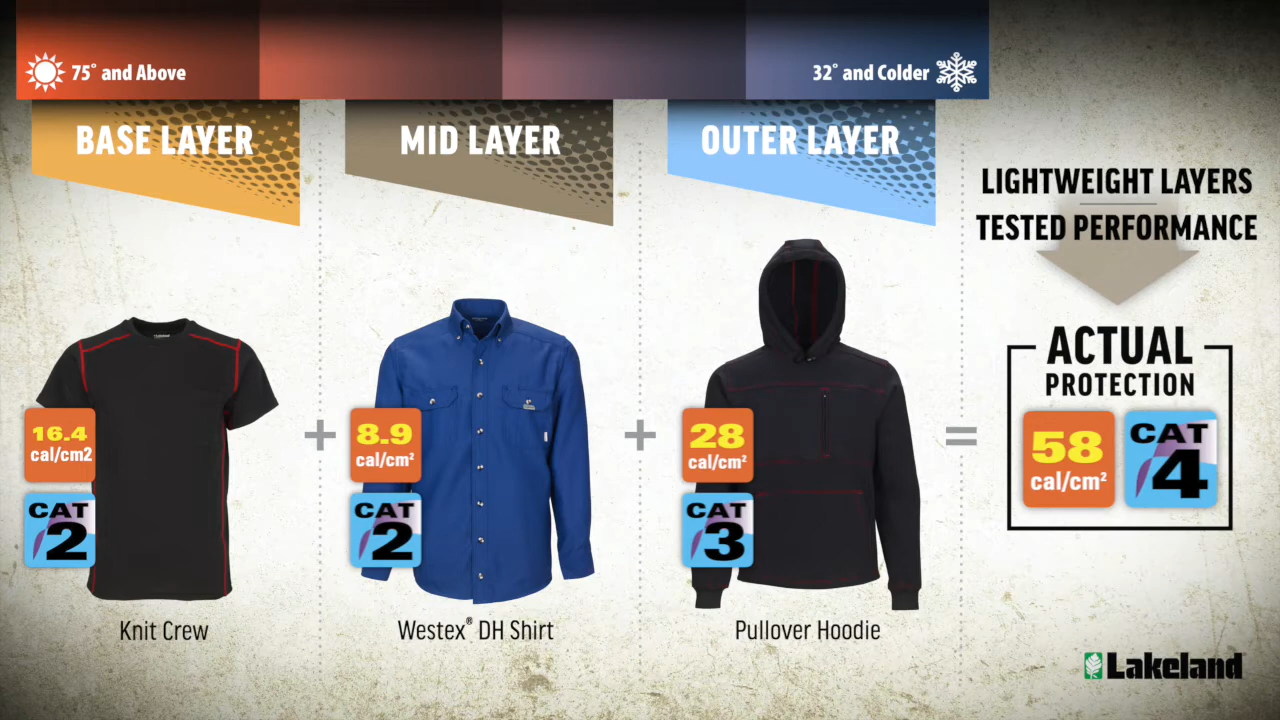 75° and Above
32° and Colder
BASE LAYER
MID LAYER
OUTER LAYER
LIGHTWEIGHT LAYERS
TESTED PERFORMANCE
16.4
cal/cm2
CAT
2
Knit Crew
+
8.9
cal/cm²
CAT
2
Westex® DH Shirt
+
28
cal/cm²
CAT
3
Pullover Hoodie
=
ACTUAL
PROTECTION
58
cal/cm²
CAT
4
Lakeland